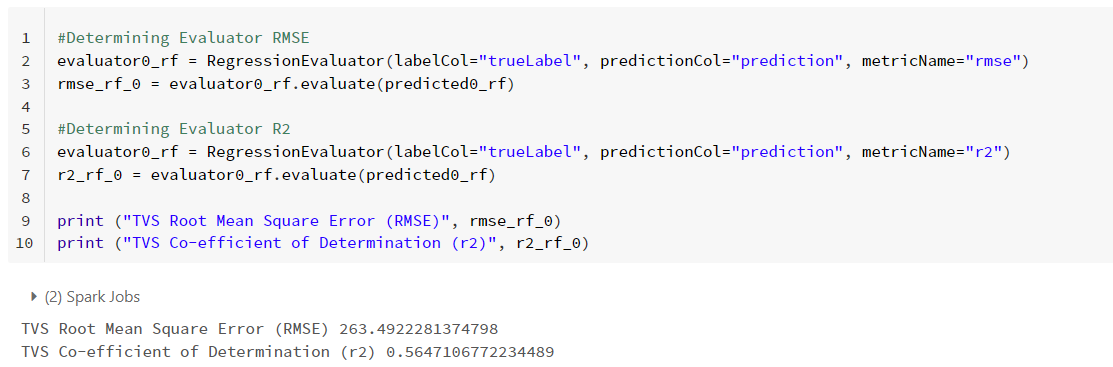 1 #Determining Evaluator RMSE
2 evaluator0_rf = RegressionEvaluator(labelCol="trueLabel", predictionCol="prediction", metricName="rmse")
3 rmse_rf_0 = evaluator0_rf.evaluate(predicted0_rf)
4
5 #Determining Evaluator R2
6 evaluator0_rf = RegressionEvaluator(labelCol="trueLabel", predictionCol="prediction", metricName="r2")
7 r2_rf_0 = evaluator0_rf.evaluate(predicted0_rf)
8
9 print ("TVS Root Mean Square Error (RMSE)", rmse_rf_0)
10 print ("TVS Co-efficient of Determination (r2)", r2_rf_0)
(2) Spark Jobs
TVS Root Mean Square Error (RMSE) 263.4922281374798
TVS Co-efficient of Determination (r2) 0.5647106772234489